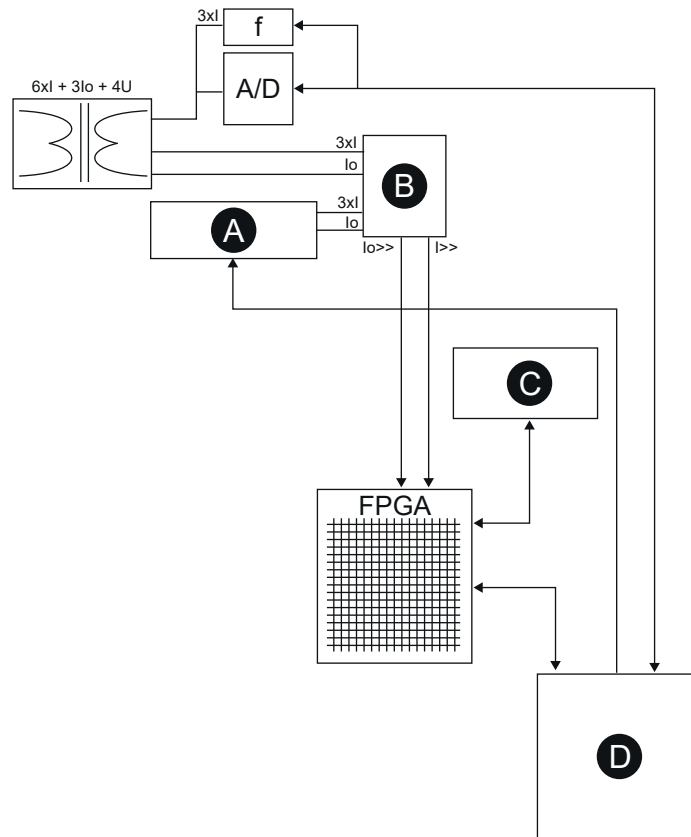 3xI
f
A/D
6xI + 3Io + 4U
3xI
Io
B
3xI
Io
A
Io>>
I>>
C
FPGA
D